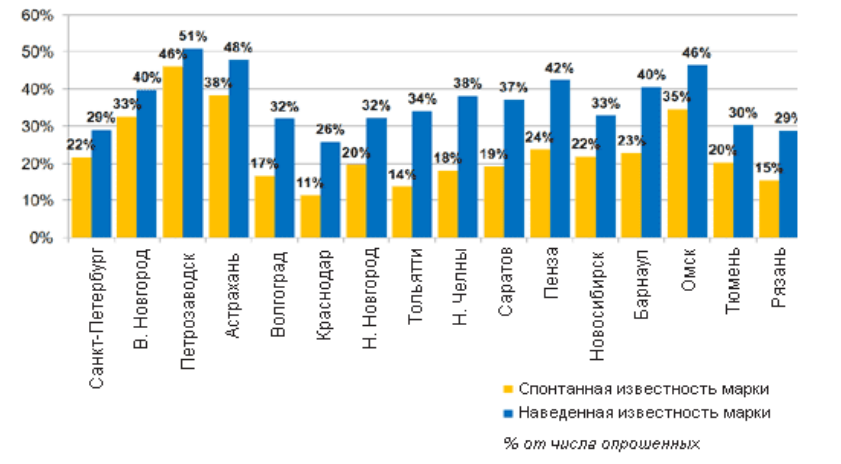 60%
50%
40%
30%
20%
10%
0%
22% 29% 33% 40% 46% 51% 38% 48% 17% 32% 11% 26% 20% 32% 14% 34% 18% 38% 19% 37% 24% 42% 22% 33% 23% 40% 35% 46% 20% 30% 15% 29%
Санкт-Петербург
В. Новгород
Петрозаводск
Астрахань
Волгоград
Краснодар
Н. Новгород
Тольятти
Н. Челны
Саратов
Пенза
Новосибирск
Барнаул
Омск
Тюмень
Рязань
Спонтанная известность марки
Наведенная известность марки
% от числа опрошенных